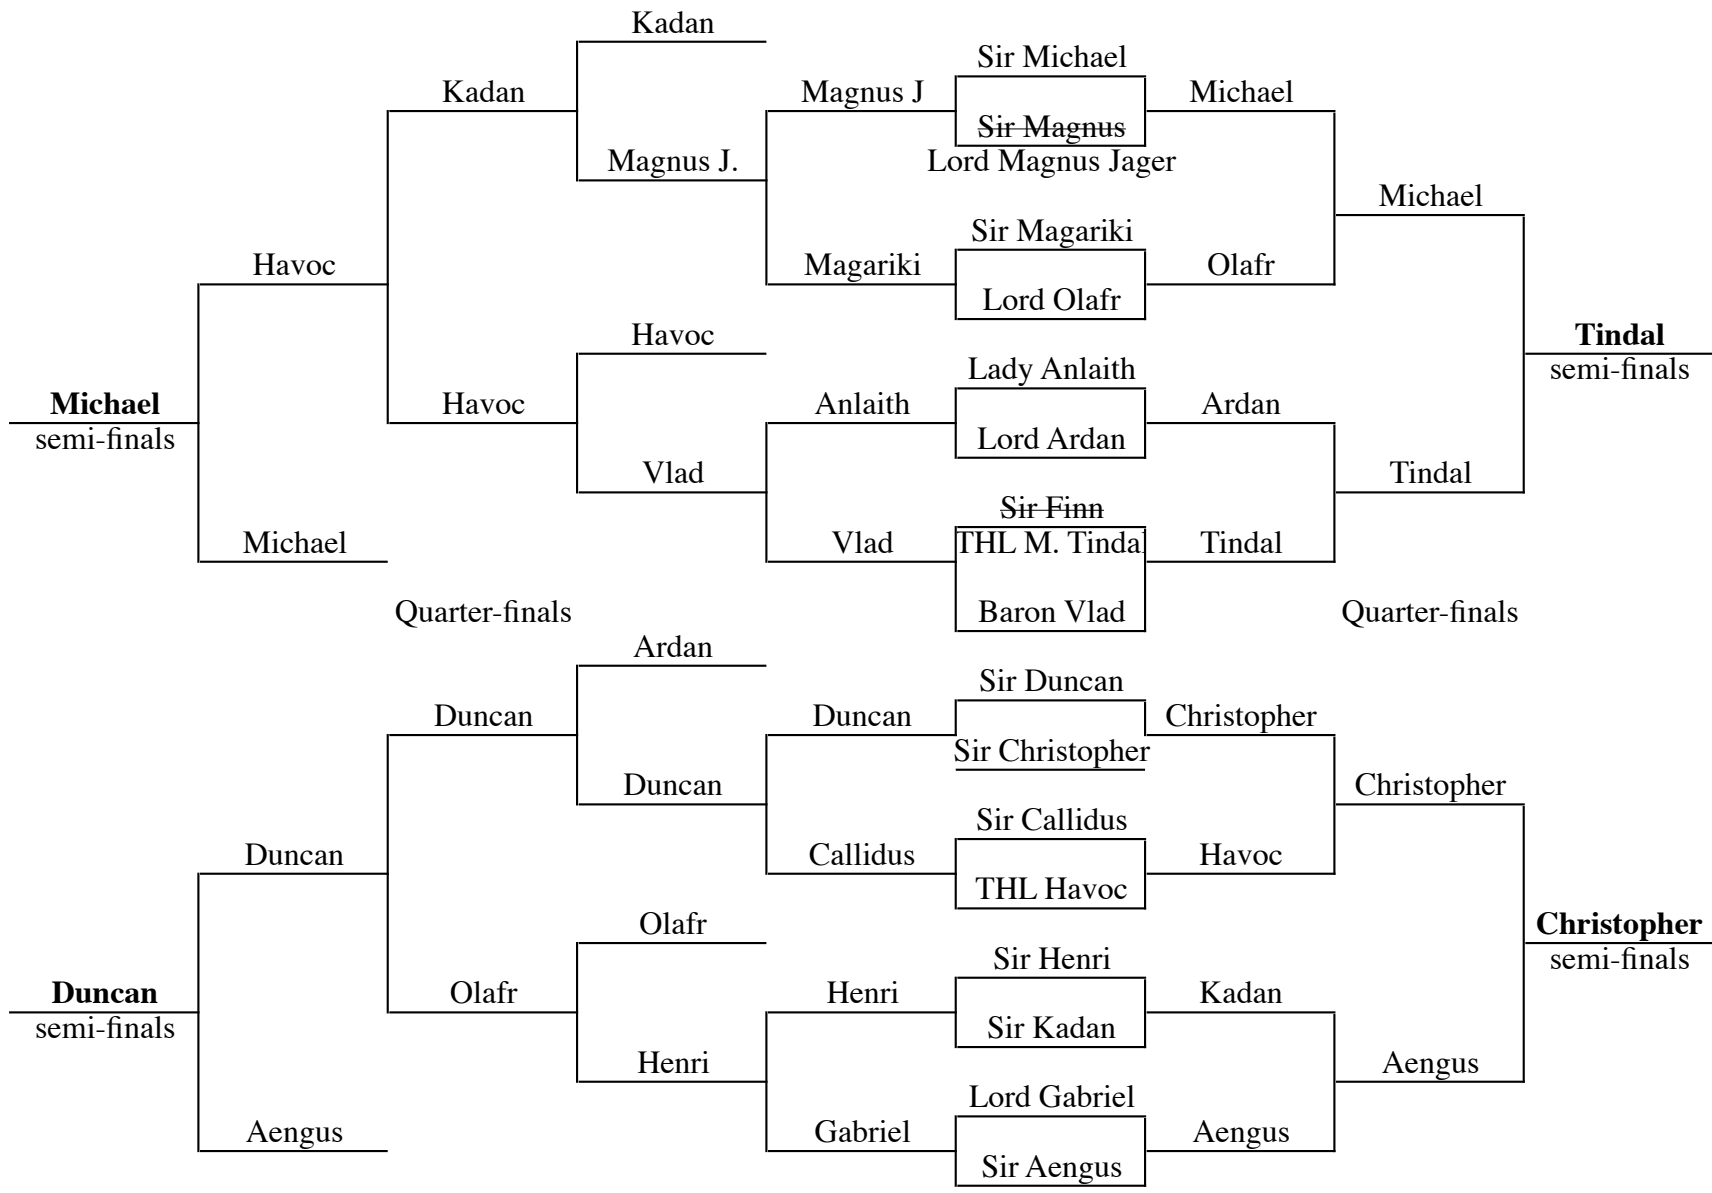 Kadan
Sir Michael
Kadan
Magnus J
Michael
Sir Magnus
Magnus J.
Lord Magnus Jager
Michael
Sir Magariki
Havoc
Magariki
Olafr
Lord Olafr
Havoc
Tindal
Lady Anlaith
semi-finals
Michael
Havoc
Anlaith
Ardan
semi-finals
Lord Ardan
Vlad
Tindal
Sir Finn
Michael
Vlad
THL M. Tindal
Tindal
Quarter-finals
Baron Vlad
Quarter-finals
Ardan
Sir Duncan
Duncan
Duncan
Christopher
Sir Christopher
Duncan
Christopher
Sir Callidus
Duncan
Callidus
Havoc
THL Havoc
Olafr
Christopher
Sir Henri
semi-finals
Duncan
Olafr
Henri
Kadan
semi-finals
Sir Kadan
Henri
Aengus
Lord Gabriel
Aengus
Gabriel
Aengus
Sir Aengus